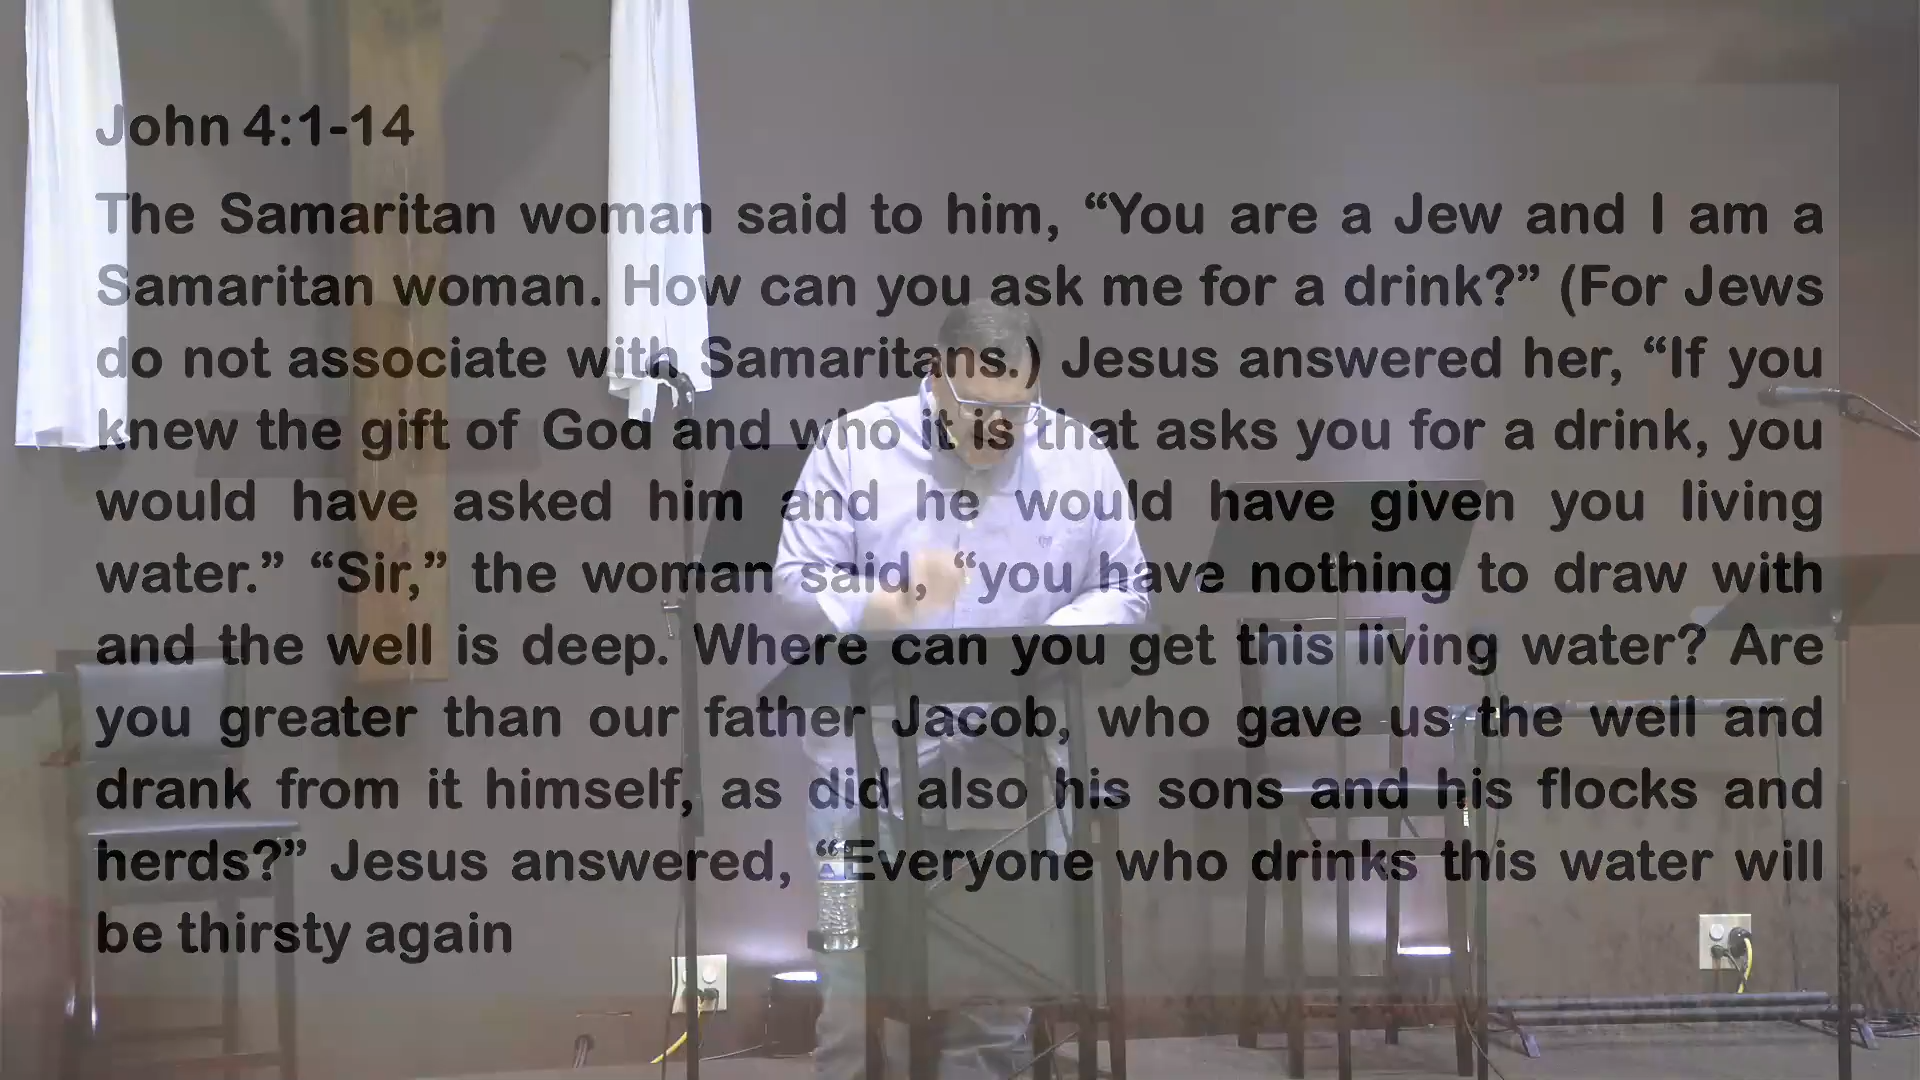 John 4:1-14
The Samaritan woman said to him, “You are a Jew and I am a
Samaritan woman. How can you ask me for a drink?” (For Jews
do not associate with Samaritans.) Jesus answered her, “If you
knew the gift of God and who it is that asks you for a drink, you
would have asked him and he would have given you living
water.” “Sir,” the woman said, “you have nothing to draw with
and the well is deep. Where can you get this living water? Are
you greater than our father Jacob, who gave us the well and
drank from it himself, as did also his sons and his flocks and
herds?” Jesus answered, “Everyone who drinks this water will
be thirsty again